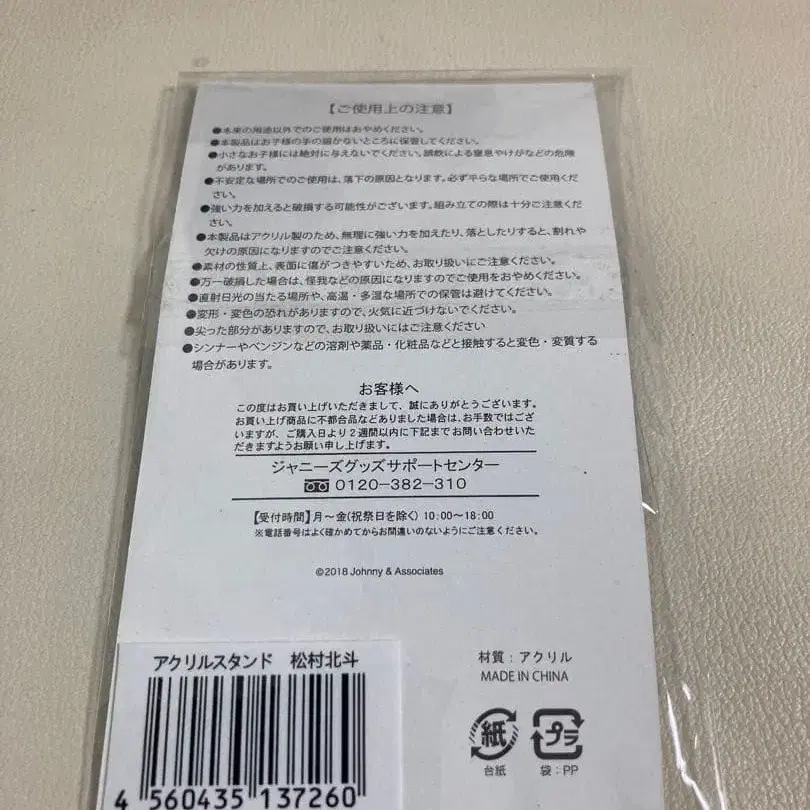 【ご使用上の注意】
●本来の用途以外でのご使用はおやめください。
●本製品はお子様の手の届かないところに保管してください。
●小さなお子様には絶対に与えないでください。誤飲による窒息やけがなどの危険
があります。
●不安定な場所でのご使用は、落下の原因となります。必ず平らな場所でご使用くだ
さい。
●強い力を加えると破損する可能性がございます。組み立ての際は十分ご注意くだ
さい。
●本製品はアクリル製のため、無理に強い力を加えたり、落としたりすると、割れや
欠けの原因になりますのでご注意ください。
●素材の性質上、表面に傷がつきやすいため、お取り扱いにご注意ください。
●万一破損した場合は、怪我などの原因になりますのでご使用をおやめください。
●直射日光の当たる場所や、高温・多湿な場所での保管は避けてください。
●変形・変色の恐れがありますので、火気に近づけないでください。
●尖った部分がありますので、お取り扱いにはご注意ください
●シンナーやベンジンなどの溶剤や薬品・化粧品などと接触すると変色・変質する
場合があります。
お客様へ
この度はお買い上げいただきまして、誠にありがとうございます。
お買い上げ商品に不都合品などありました場合は、お手数ではござ
いますが、ご購入日より2週間以内に下記までお問い合わせいた
だきますようお願い申し上げます。
ジャニーズグッズサポートセンター
0120-382-310
【受付時間】月～金(祝祭日を除く) 10:00～18:00
※電話番号はよく確かめてからお間違いのないようにご注意ください。
©2018 Johnny & Associates
アクリルスタンド 松村北斗
4 560435 137260
材質：アクリル
MADE IN CHINA
紙 プラ
台紙 袋：PP